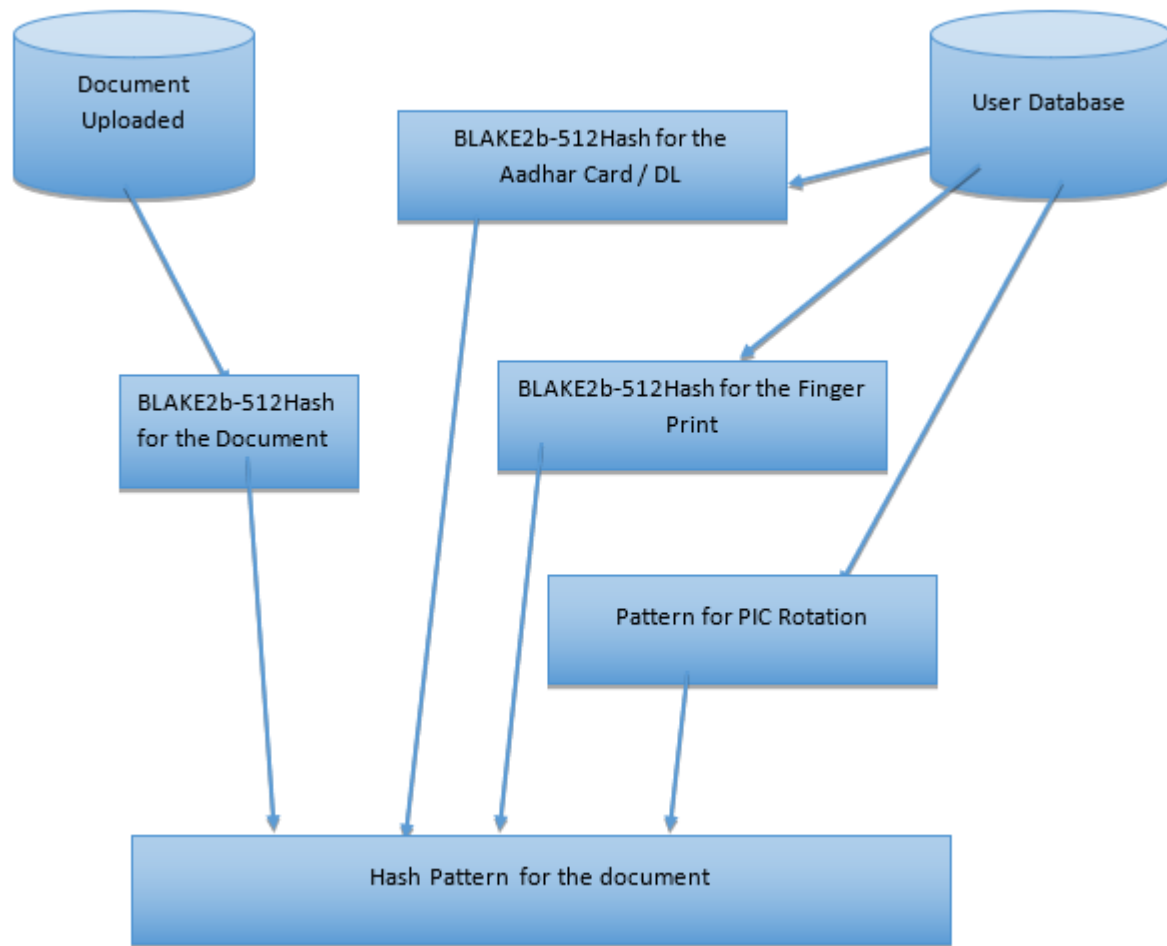 Document
Uploaded
User Database
BLAKE2b-512Hash for the
Aadhar Card / DL
BLAKE2b-512Hash
for the Document
BLAKE2b-512Hash for the Finger
Print
Pattern for PIC Rotation
Hash Pattern for the document